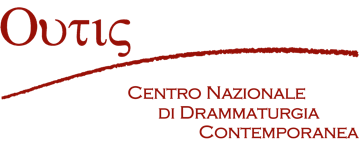 Ουτις
Centro Nazionale
di Drammaturgia
Contemporanea